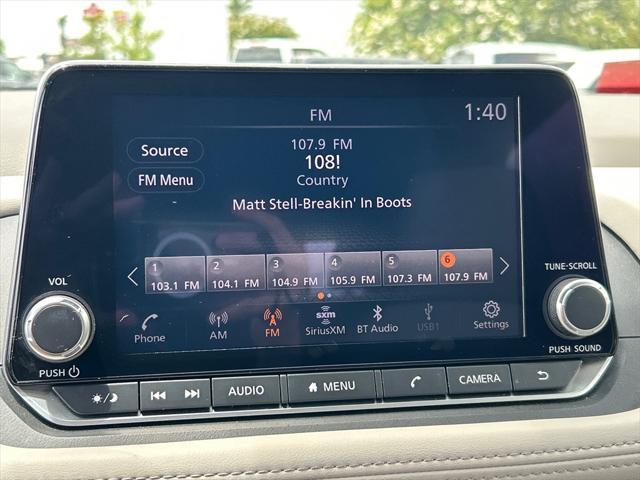 FM
1:40
Source
107.9 FM
108!
FM Menu
Country
Matt Stell-Breakin' In Boots
1 2 3 4 5 6
103.1 FM 104.1 FM 104.9 FM 105.9 FM 107.3 FM 107.9 FM
Phone AM FM sxm SiriusXM BT Audio USB1 Settings
VOL
PUSH
TUNE-SCROLL
PUSH SOUND
AUDIO MENU CAMERA